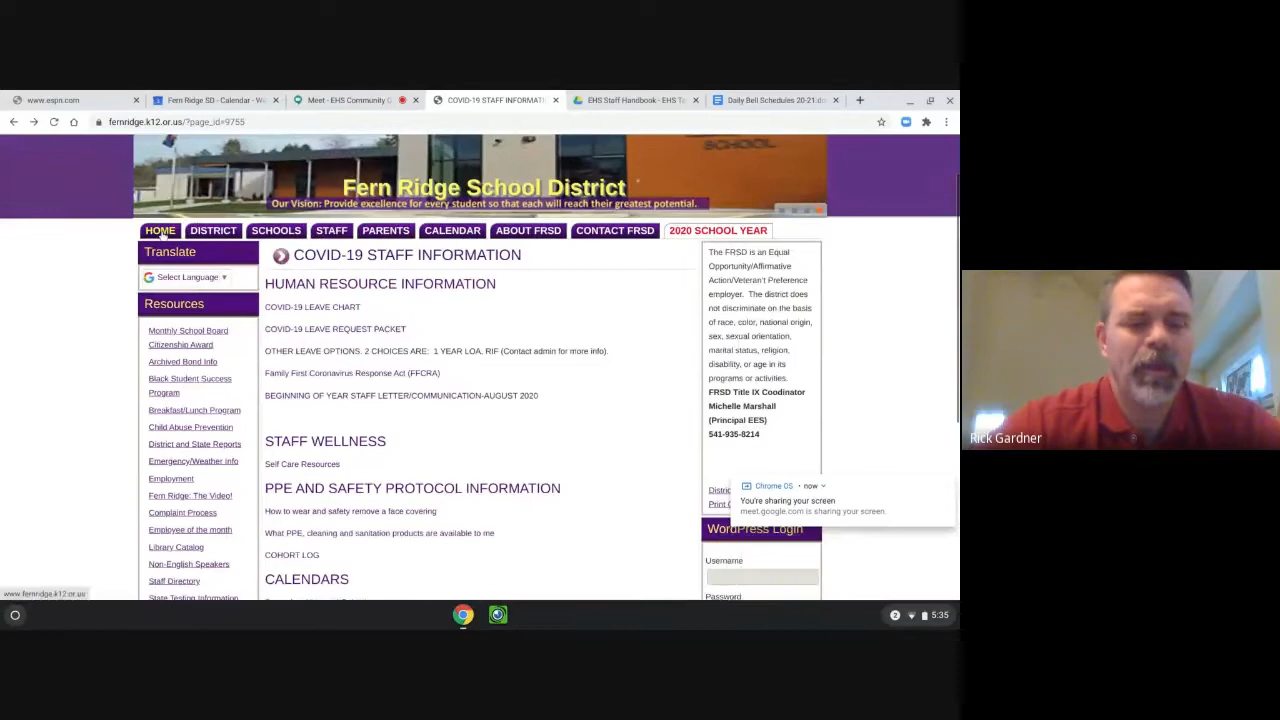 www.espn.com
Fern Ridge SD - Calendar - We
Meet - EHS Community
COVID-19 STAFF INFORMATI
EHS Staff Handbook - EHS
Daily Bell Schedules 20-21.do
fernridge.k12.or.us/?page_id=9755
SCHOOL
Fern Ridge School District
Our Vision: Provide excellence for every student so that each will reach their greatest potential.
HOME DISTRICT SCHOOLS STAFF PARENTS CALENDAR ABOUT FRSD CONTACT FRSD 2020 SCHOOL YEAR
Translate
Select Language
Resources
Monthly School Board
Citizenship Award
Archived Bond Info
Black Student Success
Program
Breakfast/Lunch Program
Child Abuse Prevention
District and State Reports
Emergency/Weather Info
Employment
Fern Ridge: The Video!
Complaint Process
Employee of the month
Library Catalog
Non-English Speakers
Staff Directory
State Testing Information
COVID-19 STAFF INFORMATION
HUMAN RESOURCE INFORMATION
COVID-19 LEAVE CHART
COVID-19 LEAVE REQUEST PACKET
OTHER LEAVE OPTIONS. 2 CHOICES ARE: 1 YEAR LOA. RIF (Contact admin for more info).
Family First Coronavirus Response Act (FFCRA)
BEGINNING OF YEAR STAFF LETTER/COMMUNICATION-AUGUST 2020
STAFF WELLNESS
Self Care Resources
PPE AND SAFETY PROTOCOL INFORMATION
How to wear and safety remove a face covering
What PPE, cleaning and sanitation products are available to me
COHORT LOG
CALENDARS
The FRSD is an Equal
Opportunity/Affirmative
Action/Veteran't Preference
employer. The district does
not discriminate on the basis
of race, color, national origin,
sex, sexual orientation,
marital status, religion,
disability, or age in its
programs or activities.
FRSD Title IX Coodinator
Michelle Marshall
(Principal EES)
541-935-8214
Distric
Print
Chrome OS • now
You're sharing your screen
meet.google.com is sharing your screen.
WordPress Login
Username
Password
www.fernridge.k12.or.us
2
5:35
Rick Gardner